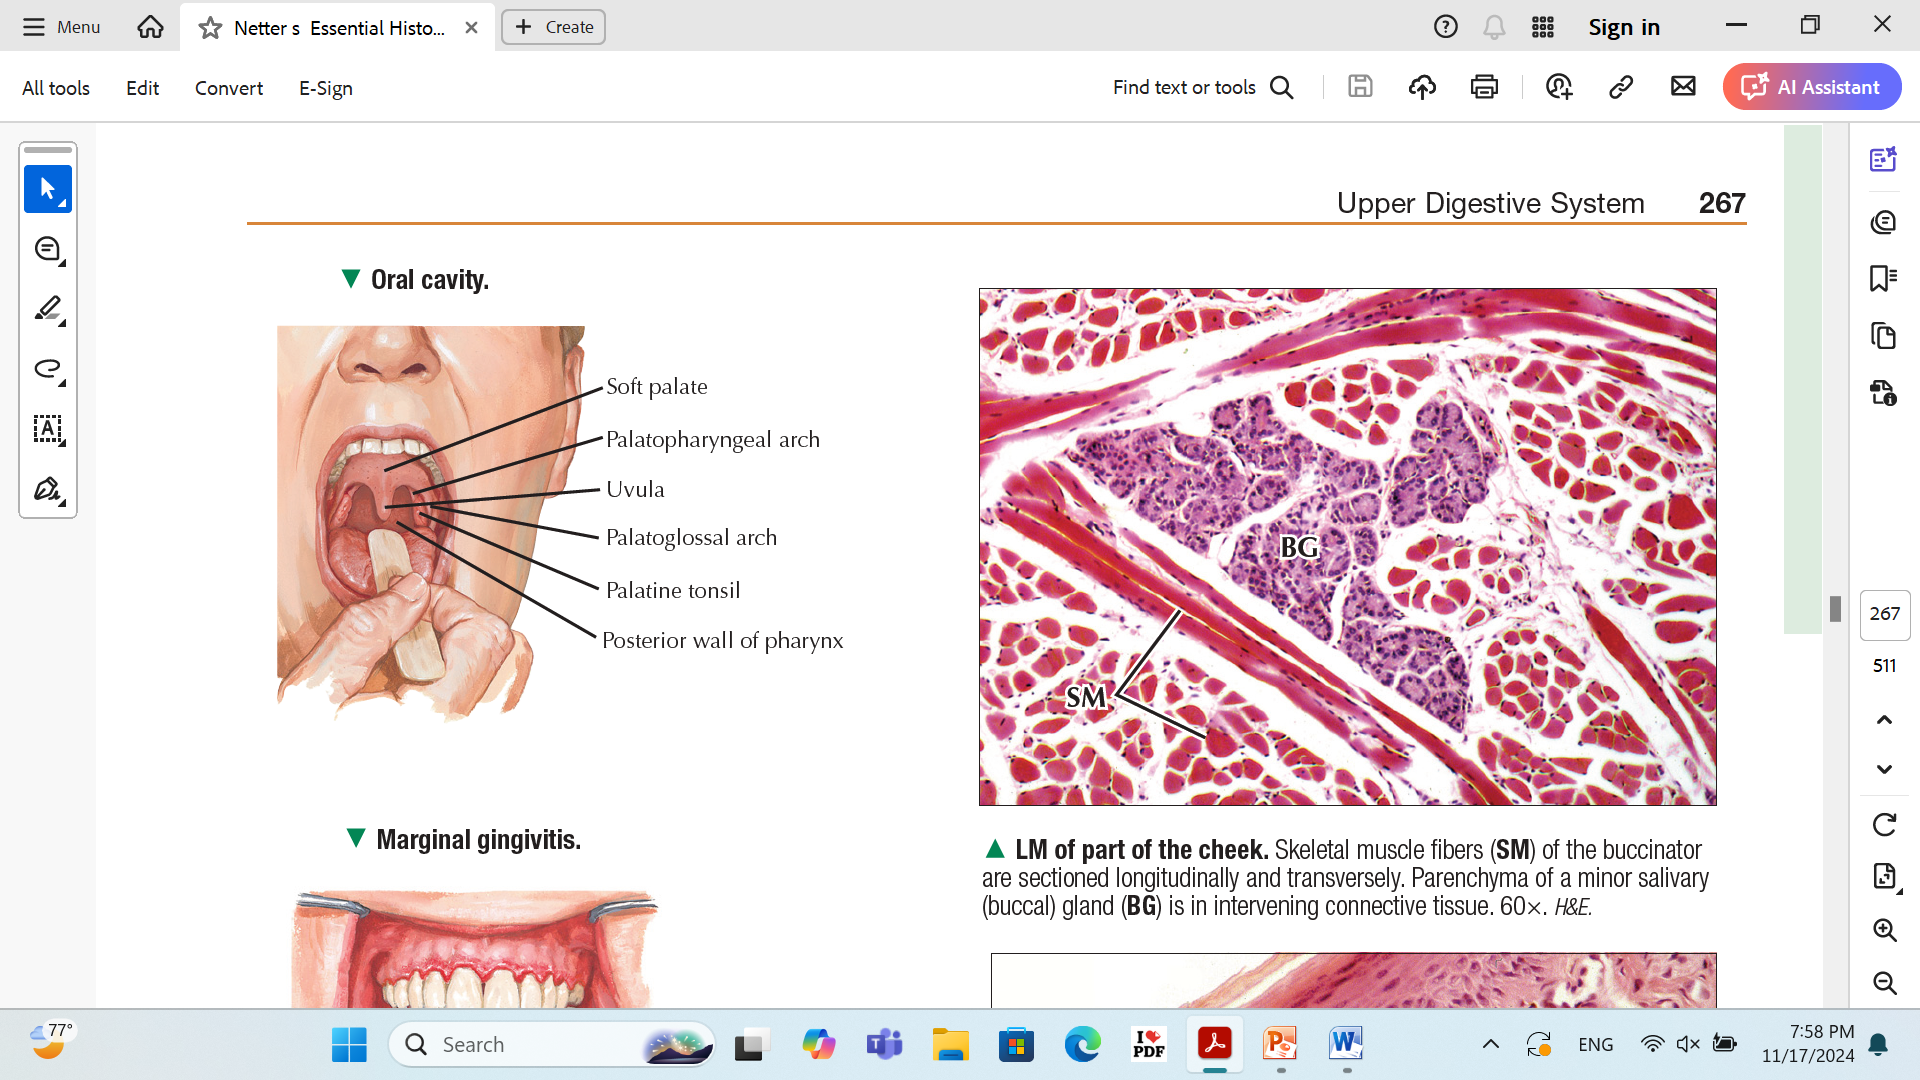 Menu
Netter s Essential Histo...
Create
Sign in
All tools
Edit
Convert
E-Sign
Find text or tools
AI Assistant
Upper Digestive System 267
Oral cavity.
Soft palate
Palatopharyngeal arch
Uvula
Palatoglossal arch
Palatine tonsil
Posterior wall of pharynx
Marginal gingivitis.
BG
SM
LM of part of the cheek. Skeletal muscle fibers (SM) of the buccinator
are sectioned longitudinally and transversely. Parenchyma of a minor salivary
(buccal) gland (BG) is in intervening connective tissue. 60×. H&E.
267
511
77°
Search
I
PDF
ENG
7:58 PM
11/17/2024